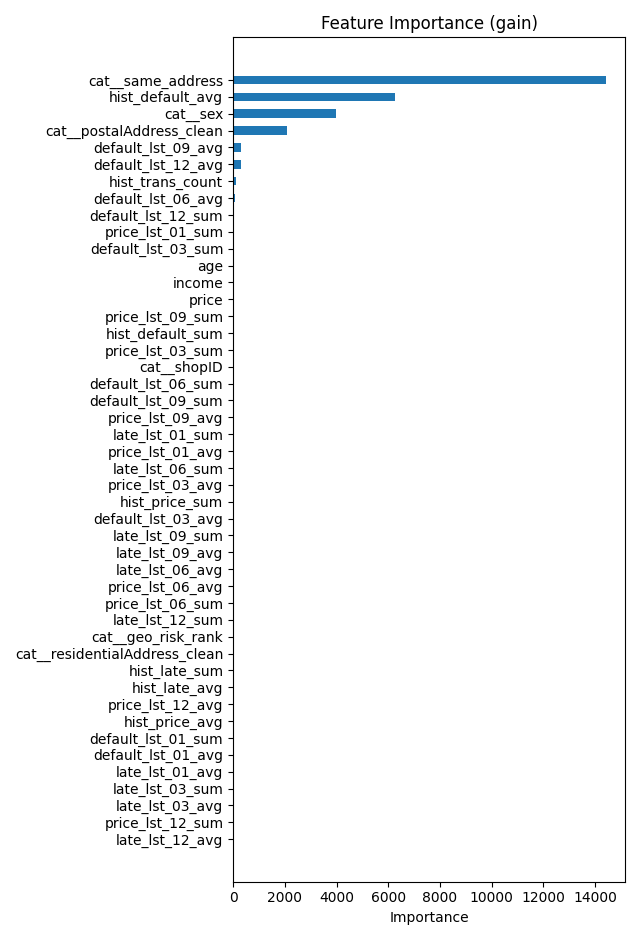 Feature Importance (gain)
cat__same_address
hist_default_avg
cat__sex
cat__postalAddress_clean
default_lst_09_avg
default_lst_12_avg
hist_trans_count
default_lst_06_avg
default_lst_12_sum
price_lst_01_sum
default_lst_03_sum
age
income
price
price_lst_09_sum
hist_default_sum
price_lst_03_sum
cat__shopID
default_lst_06_sum
default_lst_09_sum
price_lst_09_avg
late_lst_01_sum
price_lst_01_avg
late_lst_06_sum
price_lst_03_avg
hist_price_sum
default_lst_03_avg
late_lst_09_sum
late_lst_09_avg
late_lst_06_avg
price_lst_06_avg
price_lst_06_sum
late_lst_12_sum
cat__geo_risk_rank
cat__residentialAddress_clean
hist_late_sum
hist_late_avg
price_lst_12_avg
hist_price_avg
default_lst_01_sum
default_lst_01_avg
late_lst_01_avg
late_lst_03_sum
late_lst_03_avg
price_lst_12_sum
late_lst_12_avg
0 2000 4000 6000 8000 10000 12000 14000
Importance